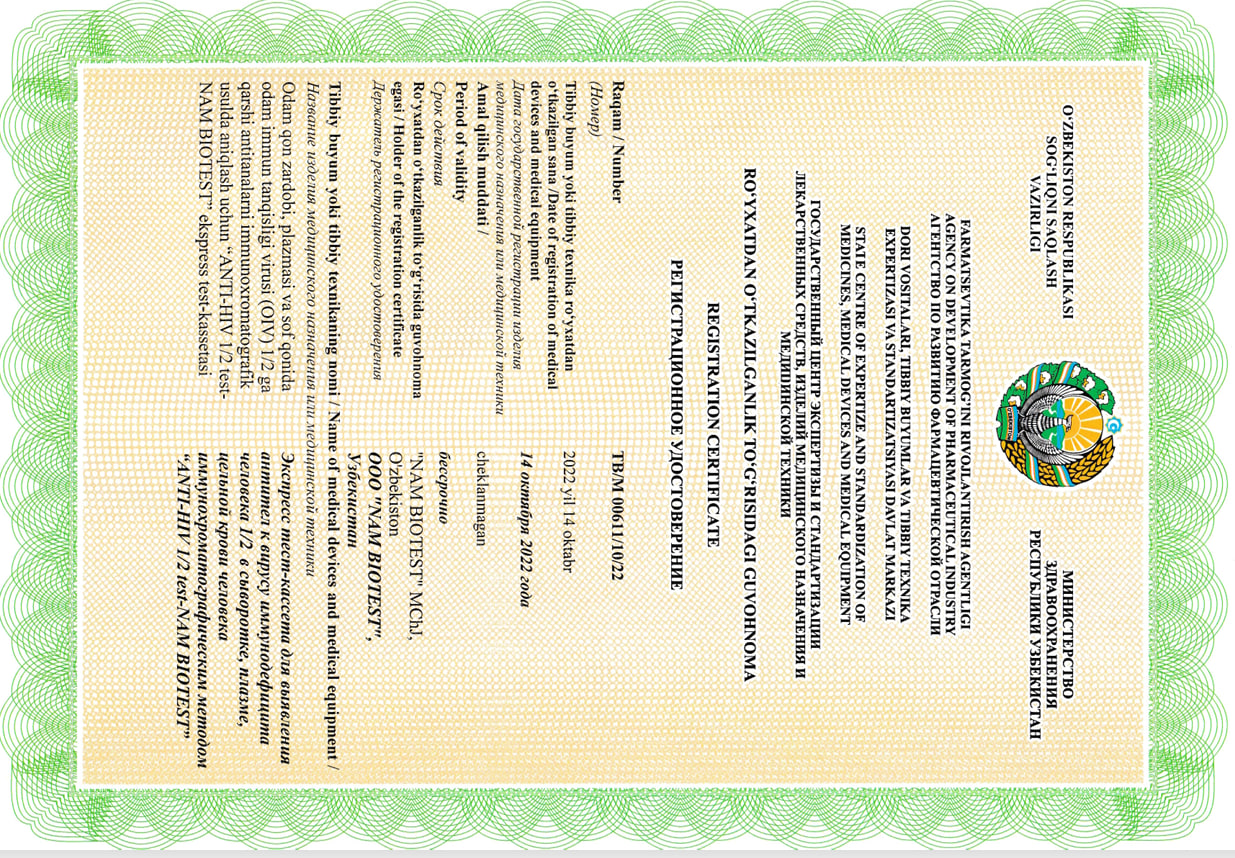 O‘ZBEKISTON RESPUBLIKASI
SOG‘LIQNI SAQLASH
VAZIRLIGI
O'ZBEKISTON
МИНИСТЕРСТВО
ЗДРАВООХРАНЕНИЯ
РЕСПУБЛИКИ УЗБЕКИСТАН
FARMATSEVTIKA TARMOG‘INI RIVOJLANTIRISH AGENTLIGI
AGENCY ON DEVELOPMENT OF PHARMACEUTICAL INDUSTRY
АГЕНТСТВО ПО РАЗВИТИЮ ФАРМАЦЕВТИЧЕСКОЙ ОТРАСЛИ
DORI VOSITALARI, TIBBIY BUYUMLAR VA TIBBIY TEXNIKA
EXPERTIZASI VA STANDARTIZATSIYASI DAVLAT MARKAZI
STATE CENTRE OF EXPERTIZE AND STANDARDIZATION OF
MEDICINES, MEDICAL DEVICES AND MEDICAL EQUIPMENT
ГОСУДАРСТВЕННЫЙ ЦЕНТР ЭКСПЕРТИЗЫ И СТАНДАРТИЗАЦИИ
ЛЕКАРСТВЕННЫХ СРЕДСТВ, ИЗДЕЛИЙ МЕДИЦИНСКОГО НАЗНАЧЕНИЯ И
МЕДИЦИНСКОЙ ТЕХНИКИ
RO‘YXATDAN O‘TKAZILGANLIK TO‘G‘RISIDAGI GUVOHNOMA
REGISTRATION CERTIFICATE
РЕГИСТРАЦИОННОЕ УДОСТОВЕРЕНИЕ
Raqam / Number
(Номер)
TB/M 00611/10/22
Tibbiy buyum yoki tibbiy texnika ro‘yxatdan
o‘tkazilgan sana /Date of registration of medical
devices and medical equipment
Дата государственной регистрации изделия
медицинского назначения или медицинской техники
2022 yil 14 oktabr
14 октября 2022 года
Amal qilish muddati /
Period of validity
Срок действия
cheklanmagan
бессрочно
Ro‘yxatdan o‘tkazilganlik to‘g‘risida guvohnoma
egasi / Holder of the registration certificate
Держатель регистрационного удостоверения
"NAM BIOTEST" MChJ,
O'zbekiston
ООО "NAM BIOTEST",
Узбекистан
Tibbiy buyum yoki tibbiy texnikaning nomi / Name of medical devices and medical equipment /
Название изделия медицинского назначения или медицинской техники
Odam qon zardobi, plazmasi va sof qonida
odam immun tanqisligi virusi (OIV) 1/2 ga
qarshi antitanalarni immunoxromatografik
usulda aniqlash uchun “ANTI-HIV 1/2 test-
NAM BIOTEST” ekspress test-kassetasi
Экспресс тест-кассета для выявления
антител к вирусу иммунодефицита
человека 1/2 в сыворотке, плазме,
цельной крови человека
иммунохроматографическим методом
“ANTI-HIV 1/2 test-NAM BIOTEST”